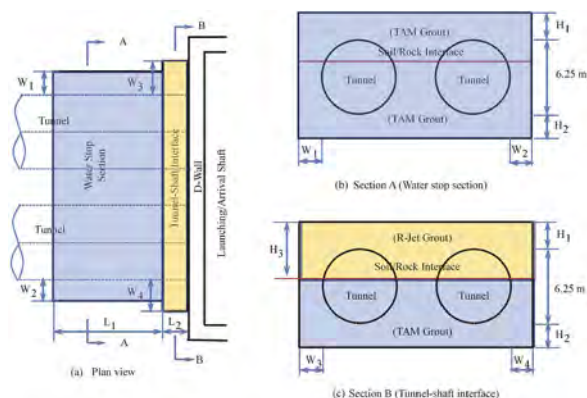 B
A
W1
W3
Tunnel
Water Stop
Section
Tunnel-Shaft Interface
D-Wall
Launching/Arrival Shaft
Tunnel
W2
W4
L1
L2
A
B
(a) Plan view
(TAM Grout)
Soil/Rock Interface
Tunnel
Tunnel
(TAM Grout)
H1
6.25 m
H2
W1
W2
(b) Section A (Water stop section)
H3
(R-Jet Grout)
Soil/Rock Interface
Tunnel
Tunnel
(TAM Grout)
H1
6.25 m
H2
W3
W4
(c) Section B (Tunnel-shaft interface)